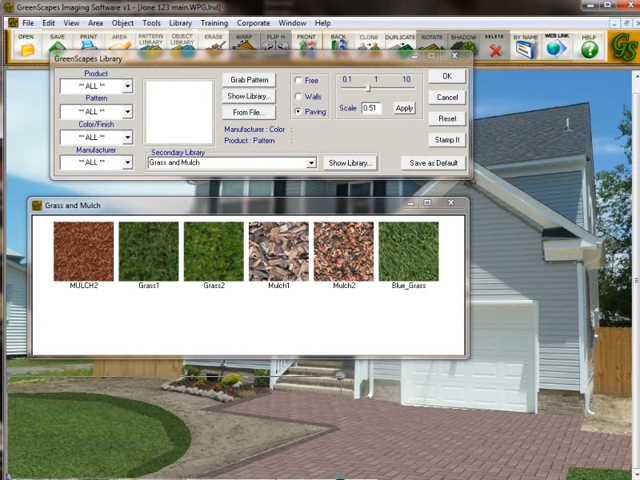 GreenScapes Imaging Software v1 - [Jone 123 main.WPG.lnd]
File Edit View Area Object Tools Library Training Corporate Window Help
OPEN SAVE PRINT AREA PATTERN LIBRARY OBJECT LIBRARY ERASE WARP FLIP H FRONT BACK CLONE DUPLICATE ROTATE SHADOW DELETE BY NAME WEB LINK HELP
GS
GreenScapes Library
Product
** ALL **
Pattern
** ALL **
Color/Finish
** ALL **
Manufacturer
** ALL **
Grab Pattern
Show Library...
From File...
Free
Walls
Paving
0.1 1 10
Scale 0.51 Apply
Manufacturer : Color :
Product : Pattern :
Secondary Library
Grass and Mulch
Show Library...
OK
Cancel
Reset
Stamp It
Save as Default
Grass and Mulch
MULCH2 Grass1 Grass2 Mulch1 Mulch2 Blue_Grass